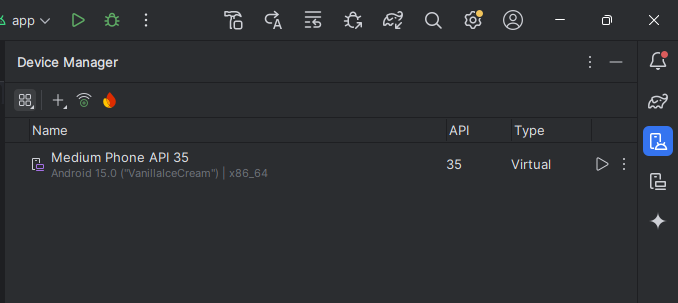 app
Device Manager
Name API Type
Medium Phone API 35 35 Virtual
Android 15.0 ("VanillaIceCream") | x86_64